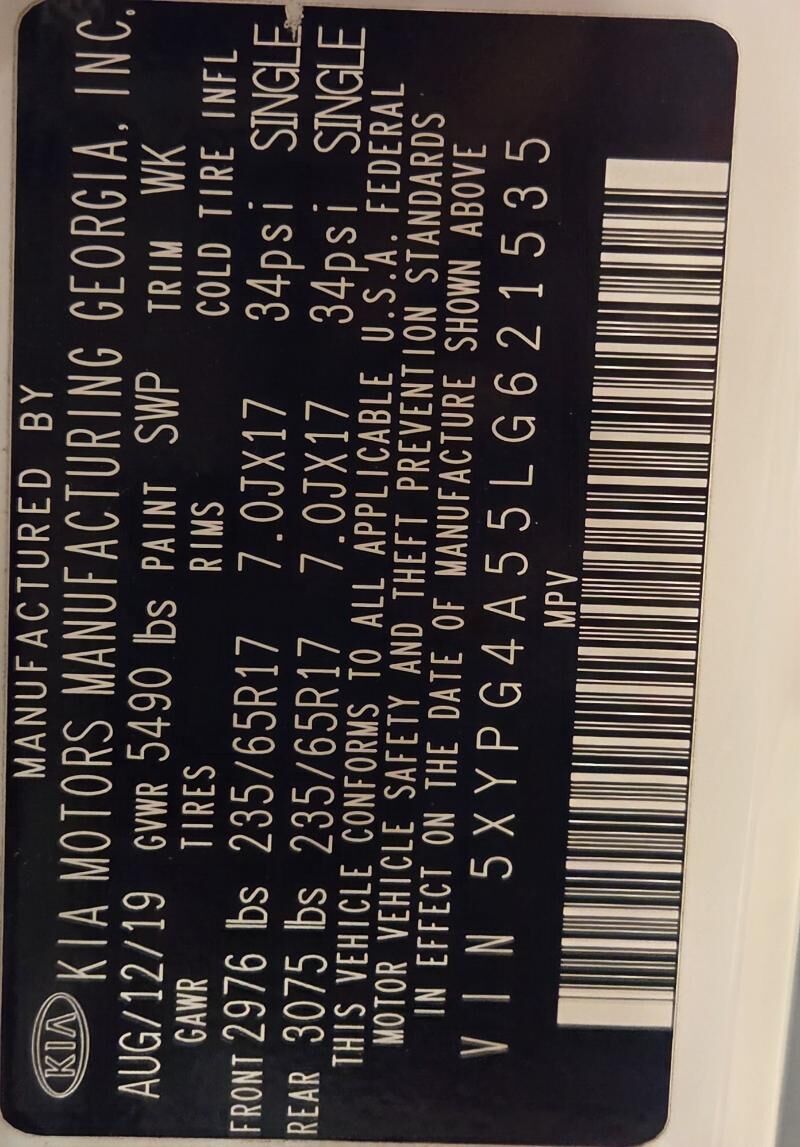 MANUFACTURED BY
KIA KIA MOTORS MANUFACTURING GEORGIA, INC.
AUG/12/19 GVWR 5490 lbs PAINT SWP TRIM WK
GAWR TIRES RIMS COLD TIRE INFL
FRONT 2976 lbs 235/65R17 7.0JX17 34psi SINGLE
REAR 3075 lbs 235/65R17 7.0JX17 34psi SINGLE
THIS VEHICLE CONFORMS TO ALL APPLICABLE U.S.A. FEDERAL
MOTOR VEHICLE SAFETY AND THEFT PREVENTION STANDARDS
IN EFFECT ON THE DATE OF MANUFACTURE SHOWN ABOVE
VIN 5XYPG4A55LG621535
MPV